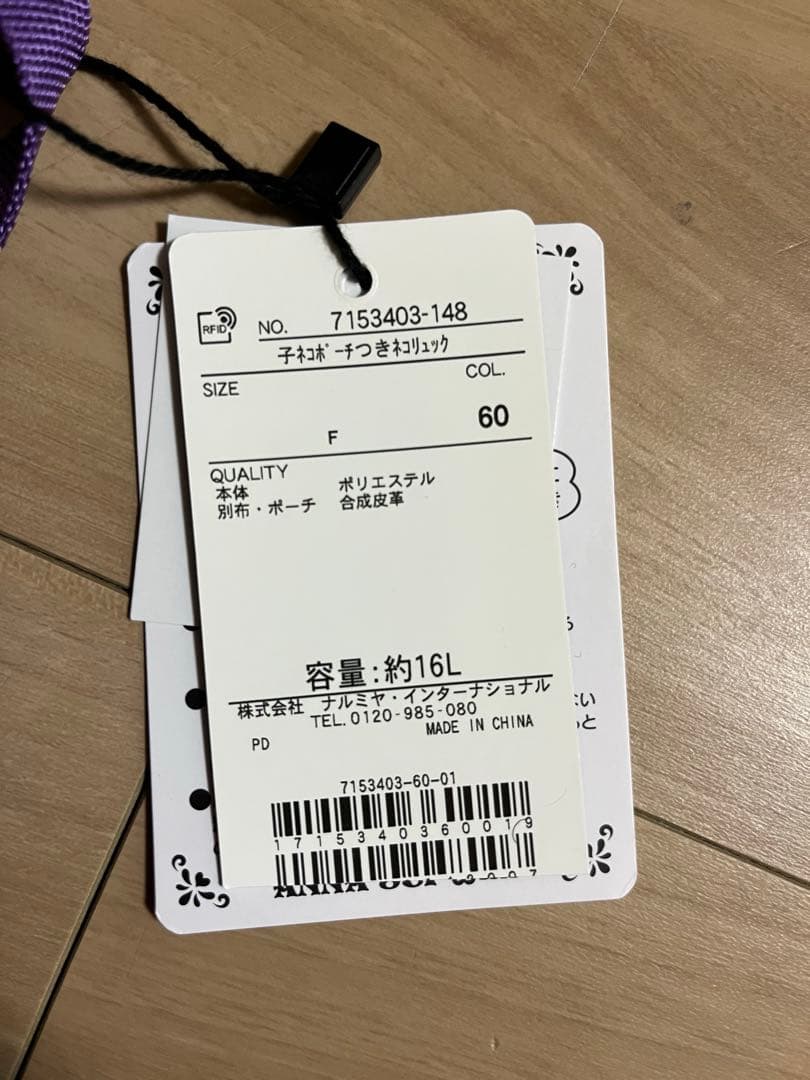 RFID
NO. 7153403-148
子ネコポーチつきネコリュック
SIZE COL.
F 60
QUALITY
本体 ポリエステル
別布・ポーチ 合成皮革
容量:約16L
株式会社 ナルミヤ・インターナショナル
TEL.0120-985-080
PD MADE IN CHINA
7153403-60-01
1715340360019
ANNA SUI